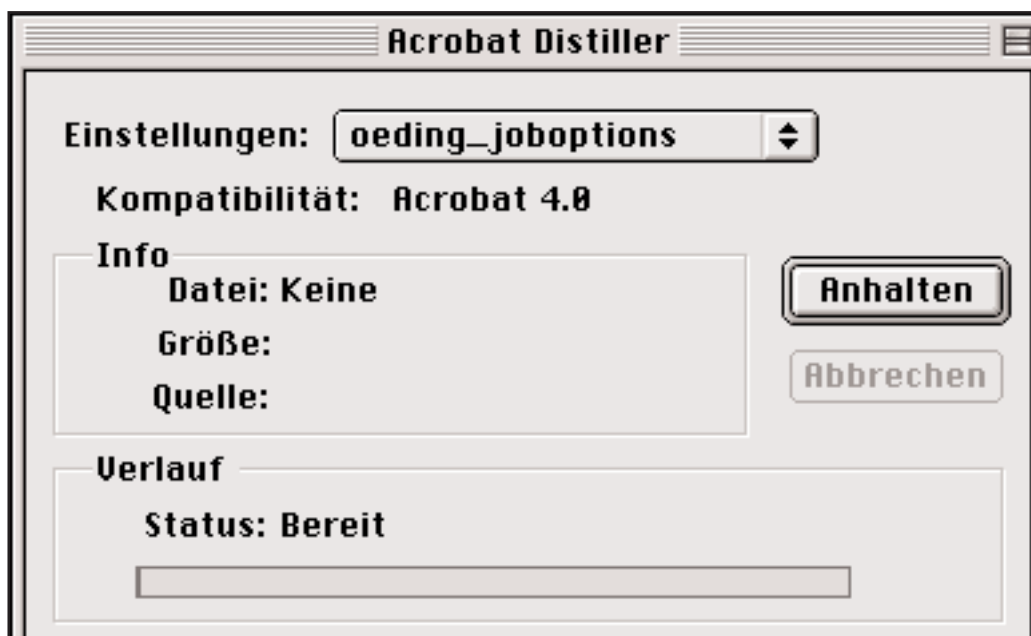 Acrobat Distiller
Einstellungen: oeding_joboptions
Kompatibilität: Acrobat 4.0
Info
Datei: Keine
Anhalten
Größe:
Abbrechen
Quelle:
Verlauf
Status: Bereit